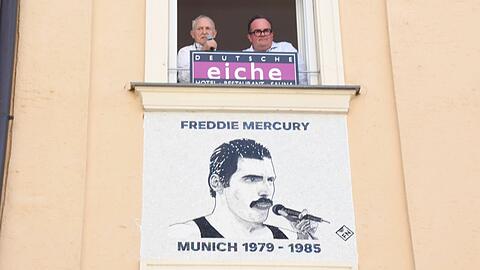 DEUTSCHE
eiche
HOTEL · RESTAURANT · SAUNA
FREDDIE MERCURY
MUNICH 1979 - 1985